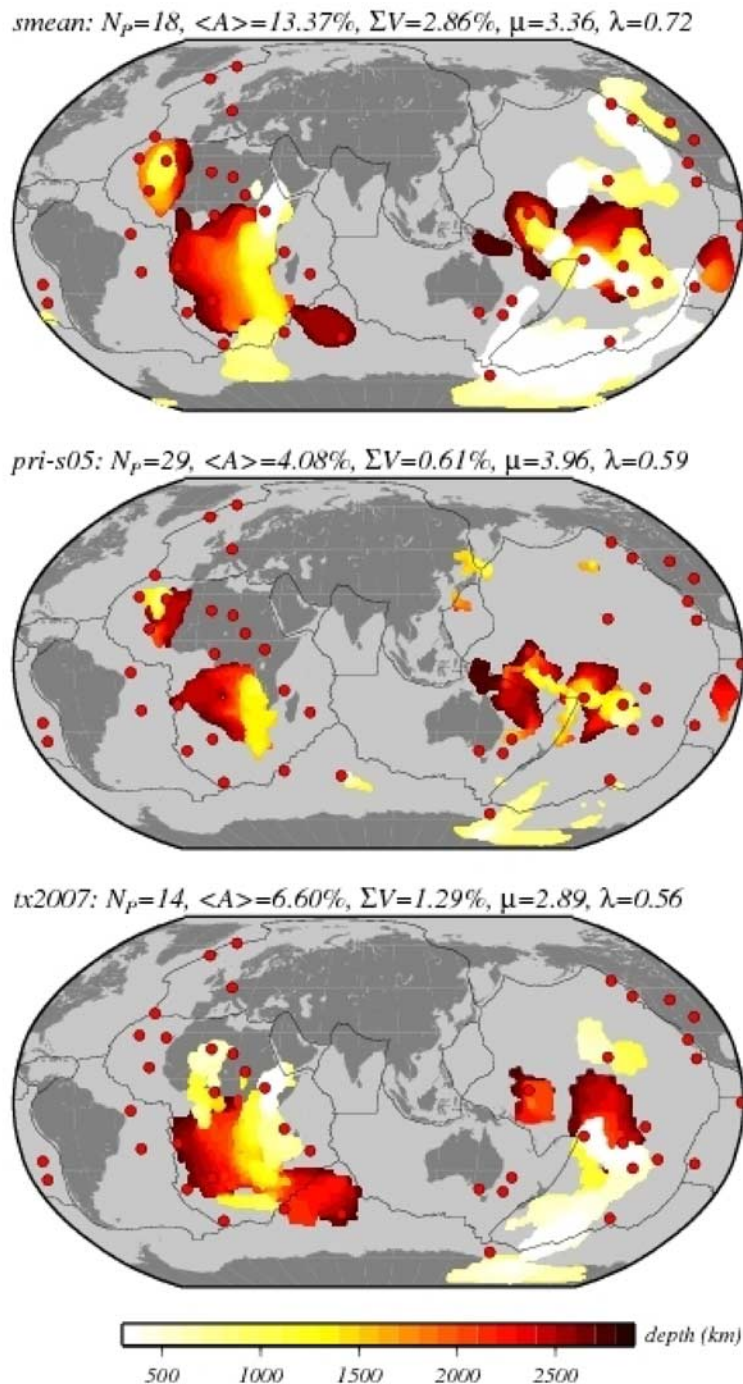 smean: N_P=18, <A>=13.37%, ΣV=2.86%, μ=3.36, λ=0.72
pri-s05: N_P=29, <A>=4.08%, ΣV=0.61%, μ=3.96, λ=0.59
tx2007: N_P=14, <A>=6.60%, ΣV=1.29%, μ=2.89, λ=0.56
depth (km)
500 1000 1500 2000 2500